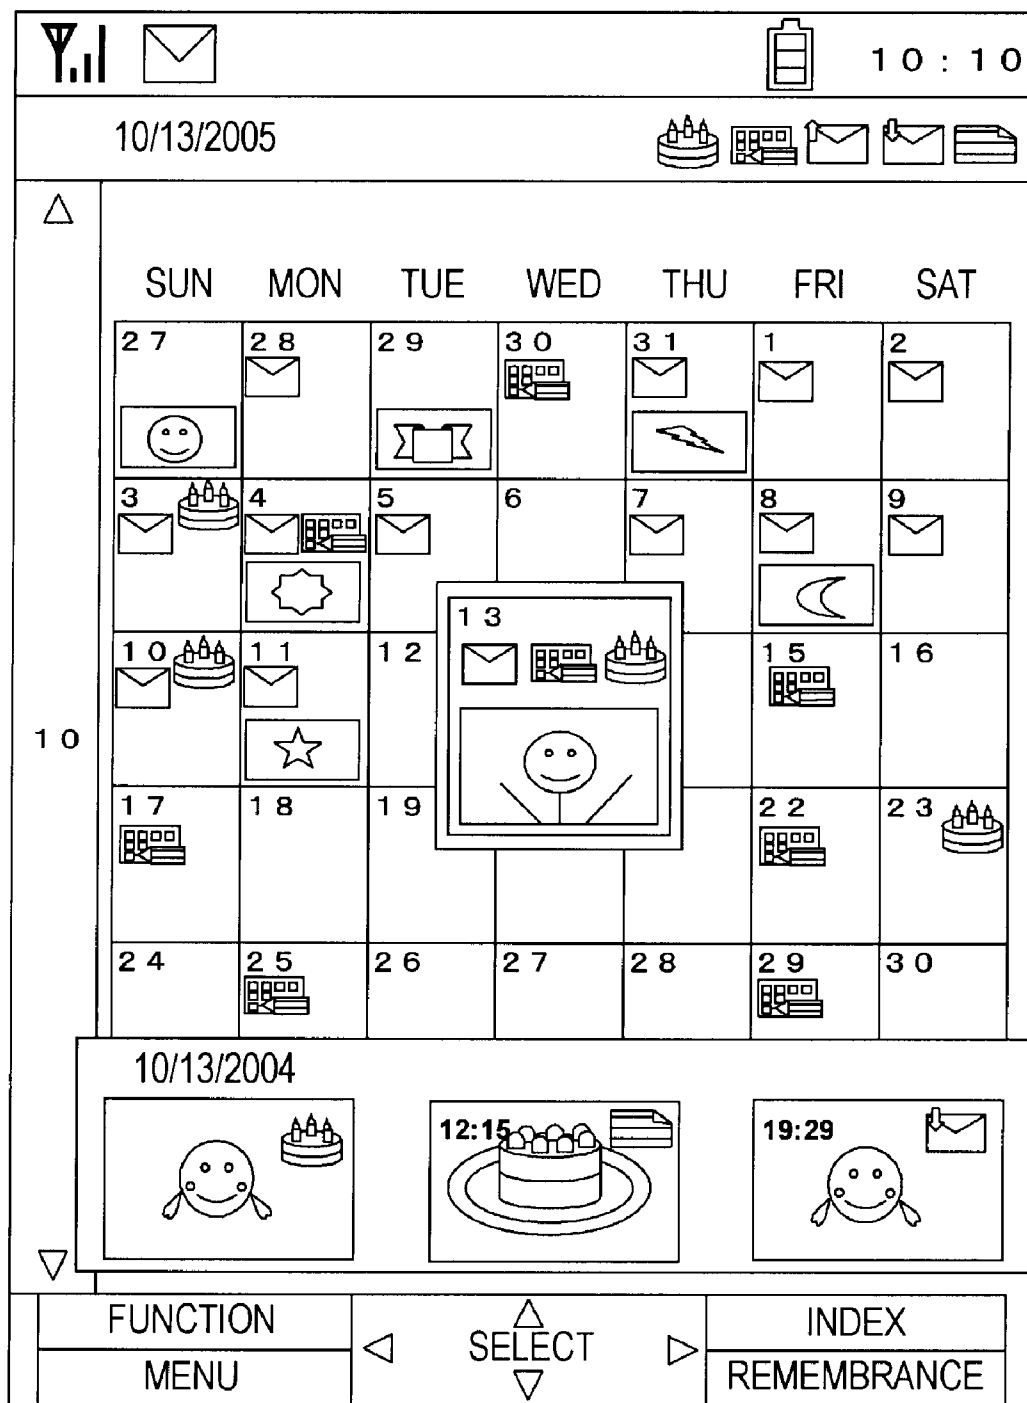 10:10
10/13/2005
SUN MON TUE WED THU FRI SAT
27 28 29 30 31 1 2
3 4 5 6 7 8 9
10 11 12 13 15 16
10
17 18 19 22 23
24 25 26 27 28 29 30
10/13/2004
12:15 19:29
FUNCTION SELECT INDEX
MENU REMEMBRANCE